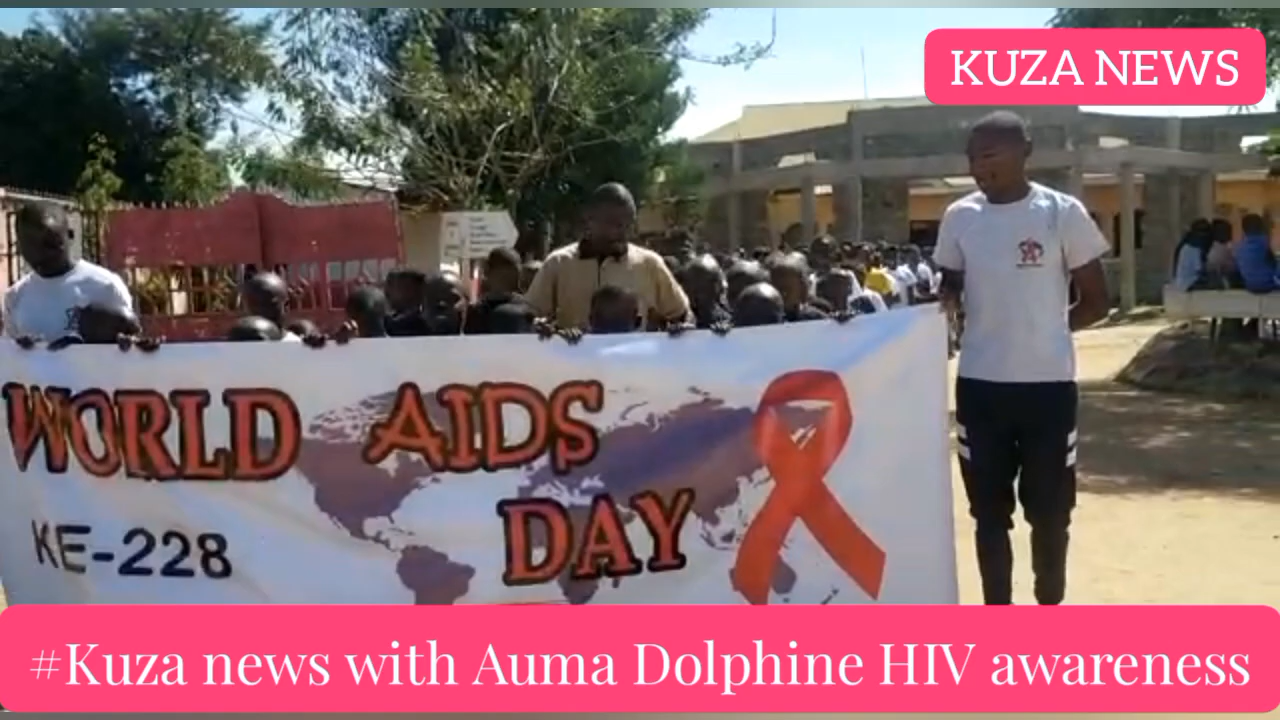 KUZA NEWS
WORLD AIDS
DAY
KE-228
#Kuza news with Auma Dolphine HIV awareness